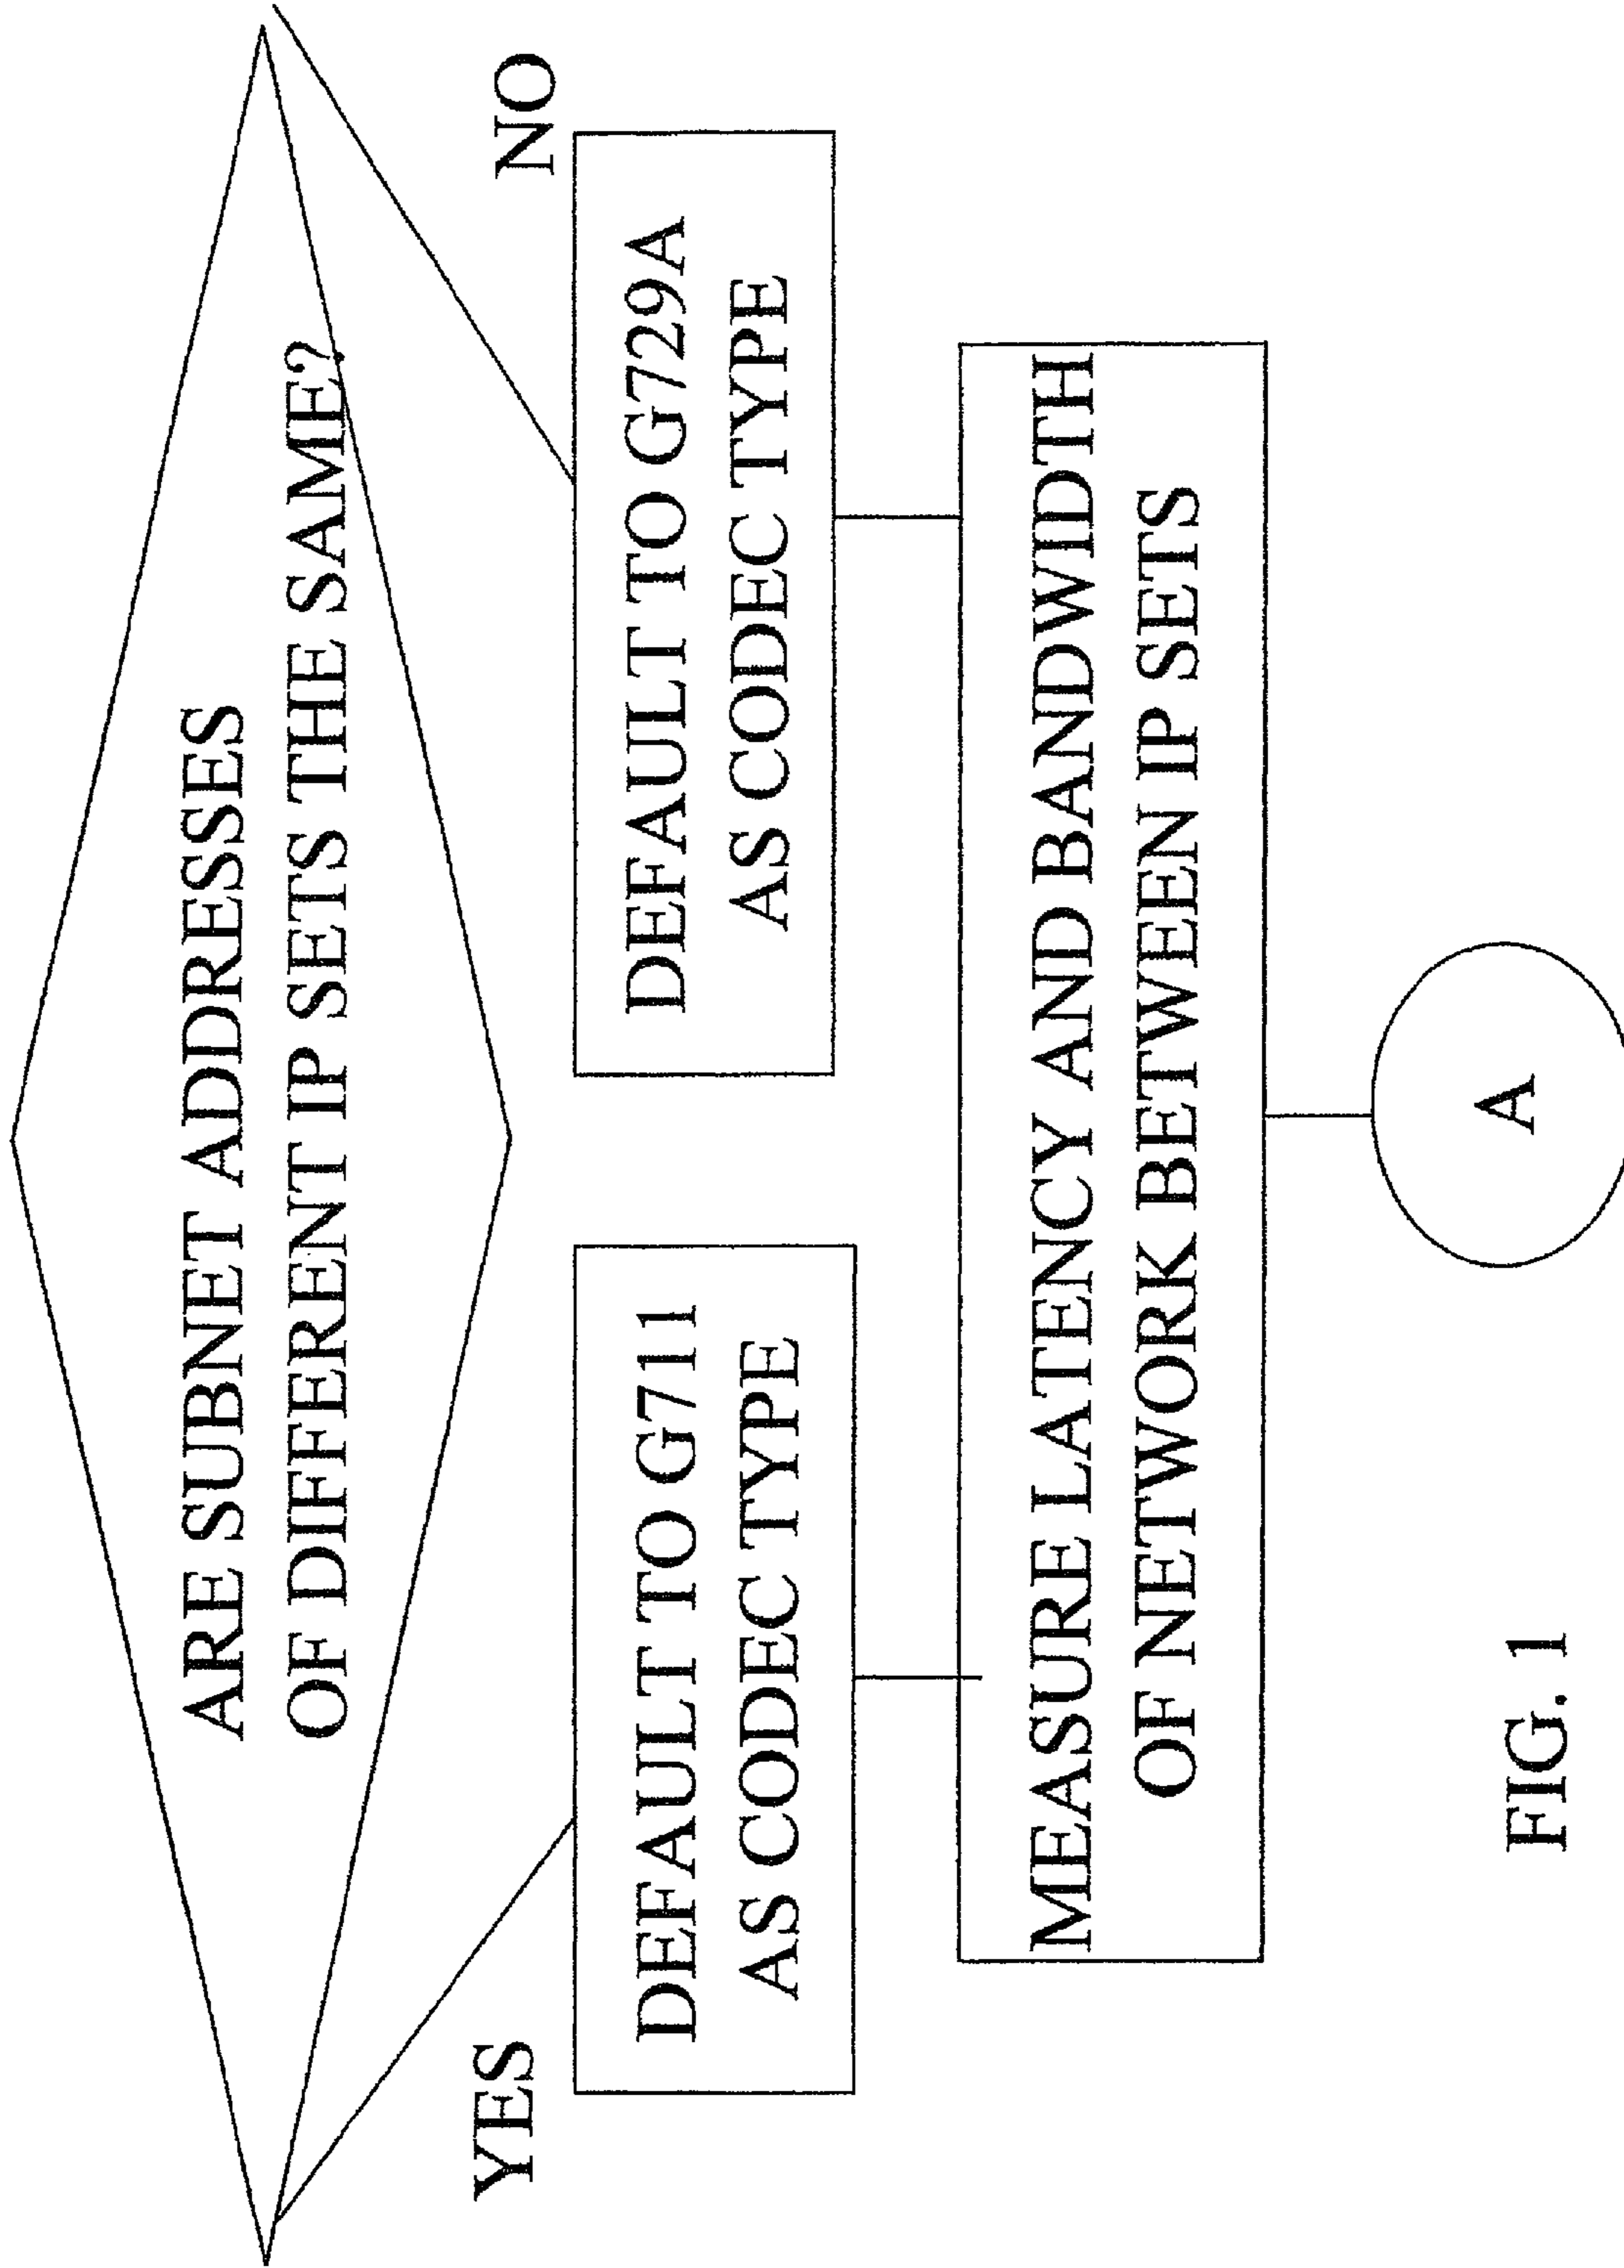 ARE SUBNET ADDRESSES
OF DIFFERENT IP SETS THE SAME?
YES
NO
DEFAULT TO G711
AS CODEC TYPE
DEFAULT TO G729A
AS CODEC TYPE
MEASURE LATENCY AND BANDWIDTH
OF NETWORK BETWEEN IP SETS
A
FIG. 1